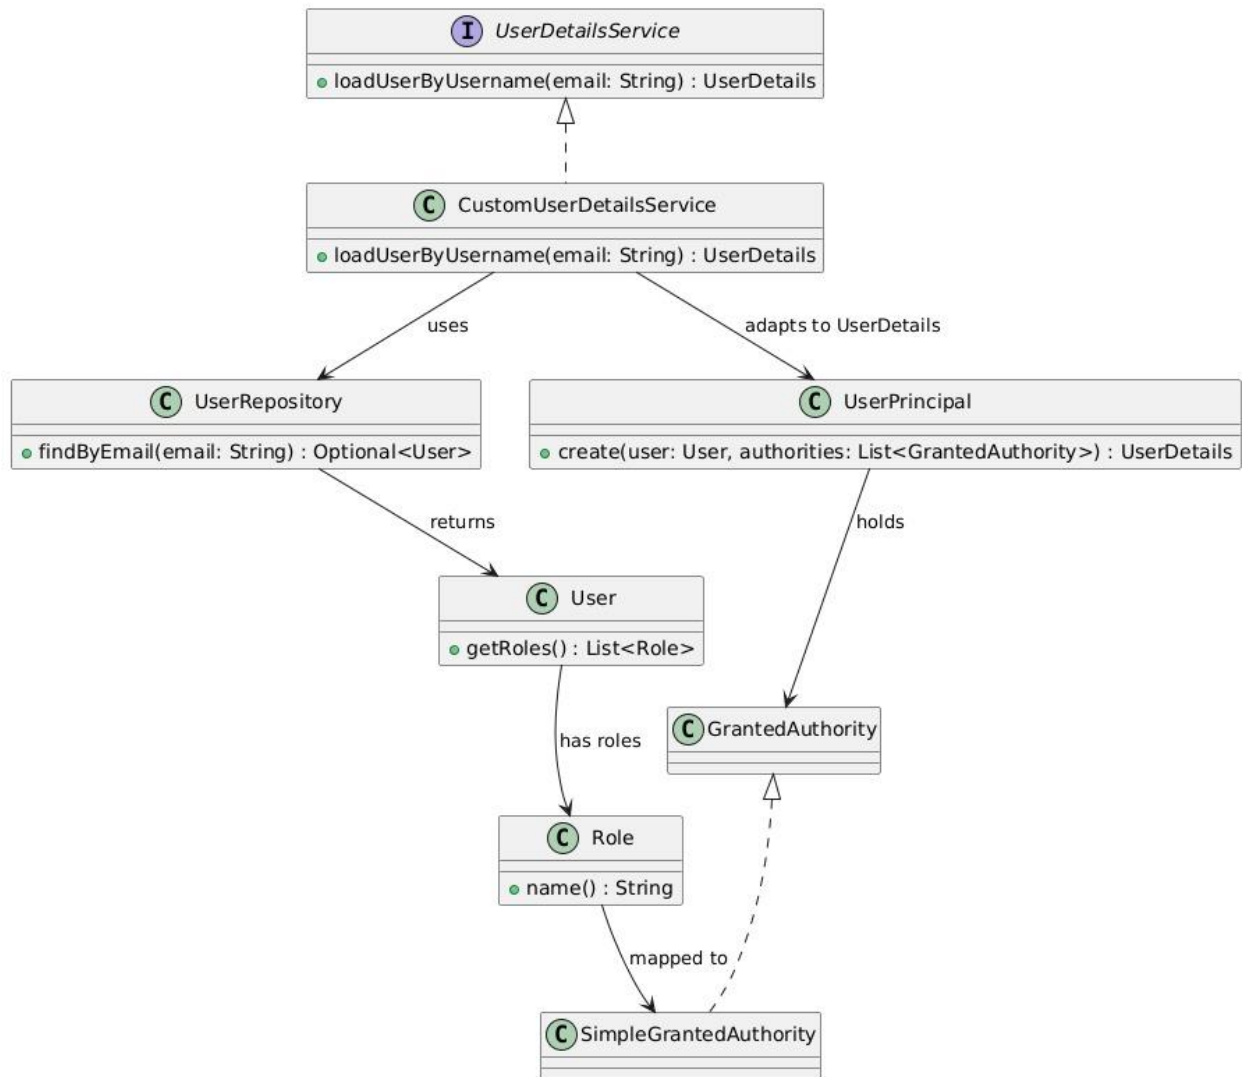 I UserDetailsService
loadUserByUsername(email: String) : UserDetails
C CustomUserDetailsService
loadUserByUsername(email: String) : UserDetails
uses
adapts to UserDetails
C UserRepository
findByEmail(email: String) : Optional<User>
C UserPrincipal
create(user: User, authorities: List<GrantedAuthority>) : UserDetails
returns
holds
C User
getRoles() : List<Role>
C GrantedAuthority
has roles
C Role
name() : String
mapped to
C SimpleGrantedAuthority